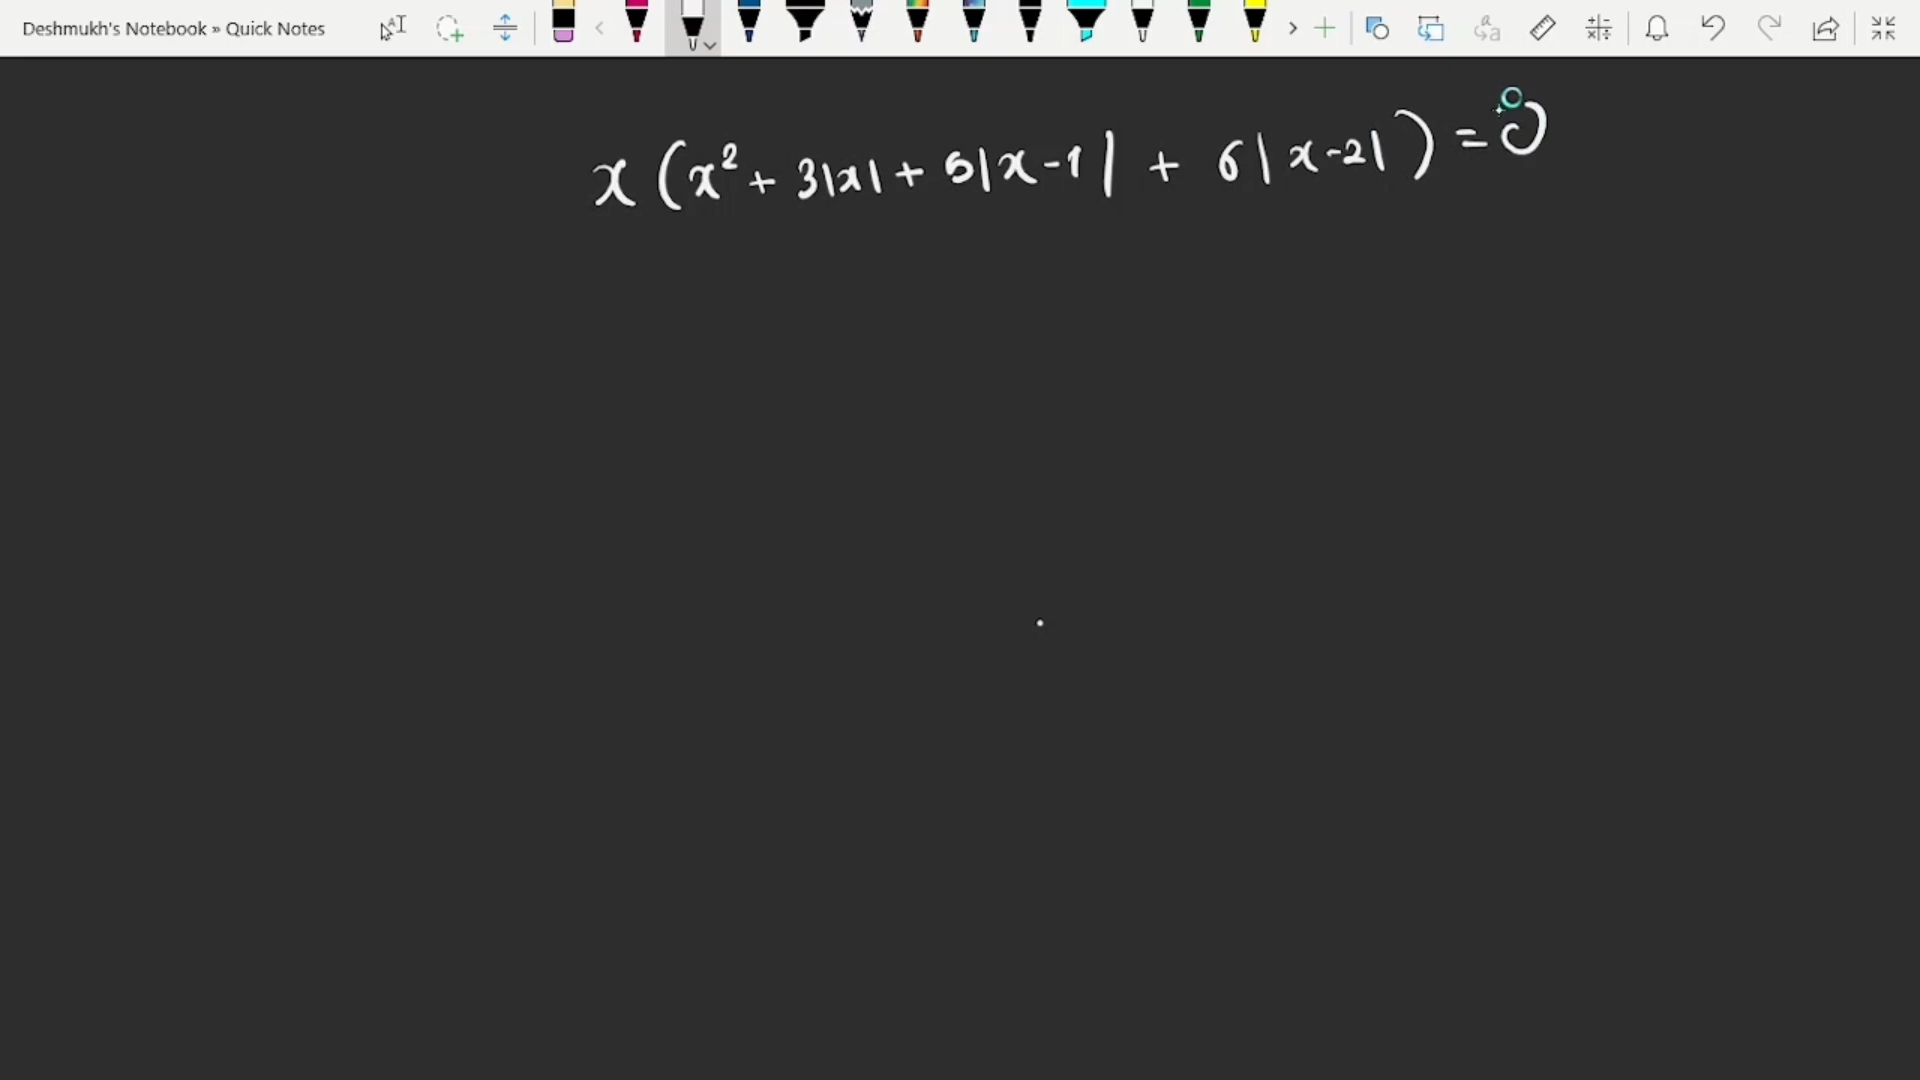 Deshmukh's Notebook » Quick Notes
x(x² + 3|x| + 5|x-1| + 6|x-2|) = 0